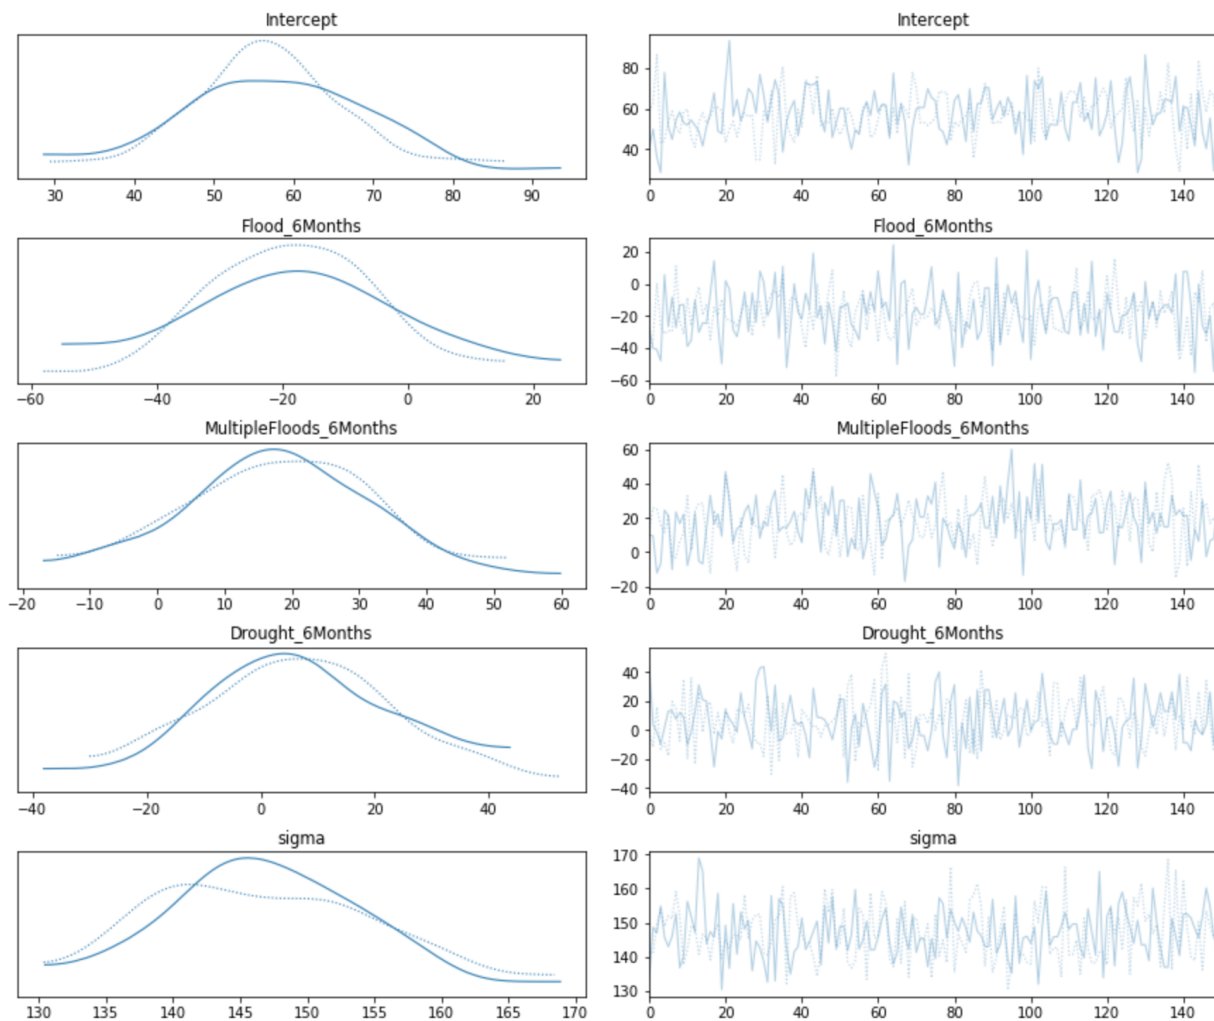 Intercept
Intercept
80
60
40
30 40 50 60 70 80 90
0 20 40 60 80 100 120 140
Flood_6Months
Flood_6Months
20
0
−20
−40
−60
−60 −40 −20 0 20
0 20 40 60 80 100 120 140
MultipleFloods_6Months
MultipleFloods_6Months
60
40
20
0
−20
−20 −10 0 10 20 30 40 50 60
0 20 40 60 80 100 120 140
Drought_6Months
Drought_6Months
40
20
0
−20
−40
−40 −20 0 20 40
0 20 40 60 80 100 120 140
sigma
sigma
170
160
150
140
130
130 135 140 145 150 155 160 165 170
0 20 40 60 80 100 120 140